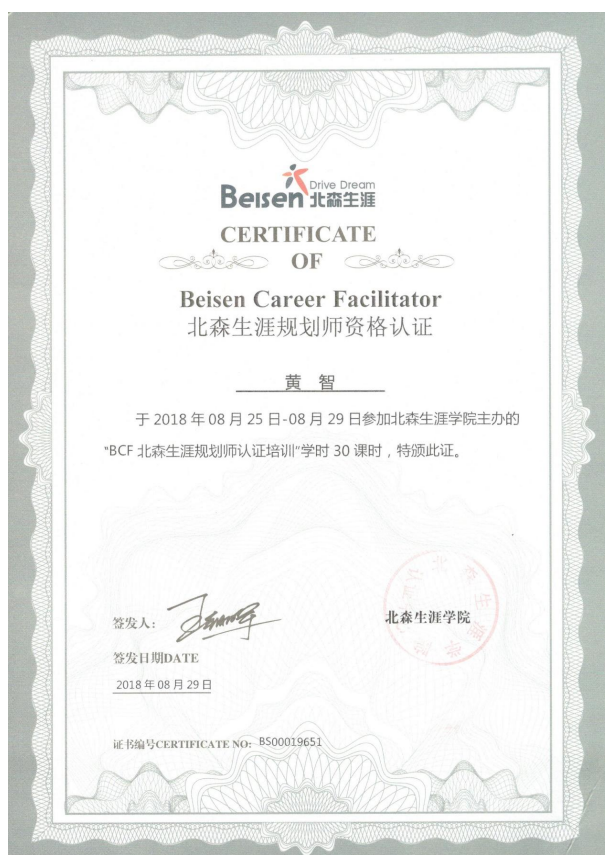 Drive Dream
Beisen 北森生涯
CERTIFICATE
OF
Beisen Career Facilitator
北森生涯规划师资格认证
黄 智
于 2018 年 08 月 25 日-08 月 29 日参加北森生涯学院主办的
"BCF 北森生涯规划师认证培训"学时 30 课时，特颁此证。
签发人：
北森生涯学院
签发日期DATE
2018 年 08 月 29 日
证书编号CERTIFICATE NO: BS00019651